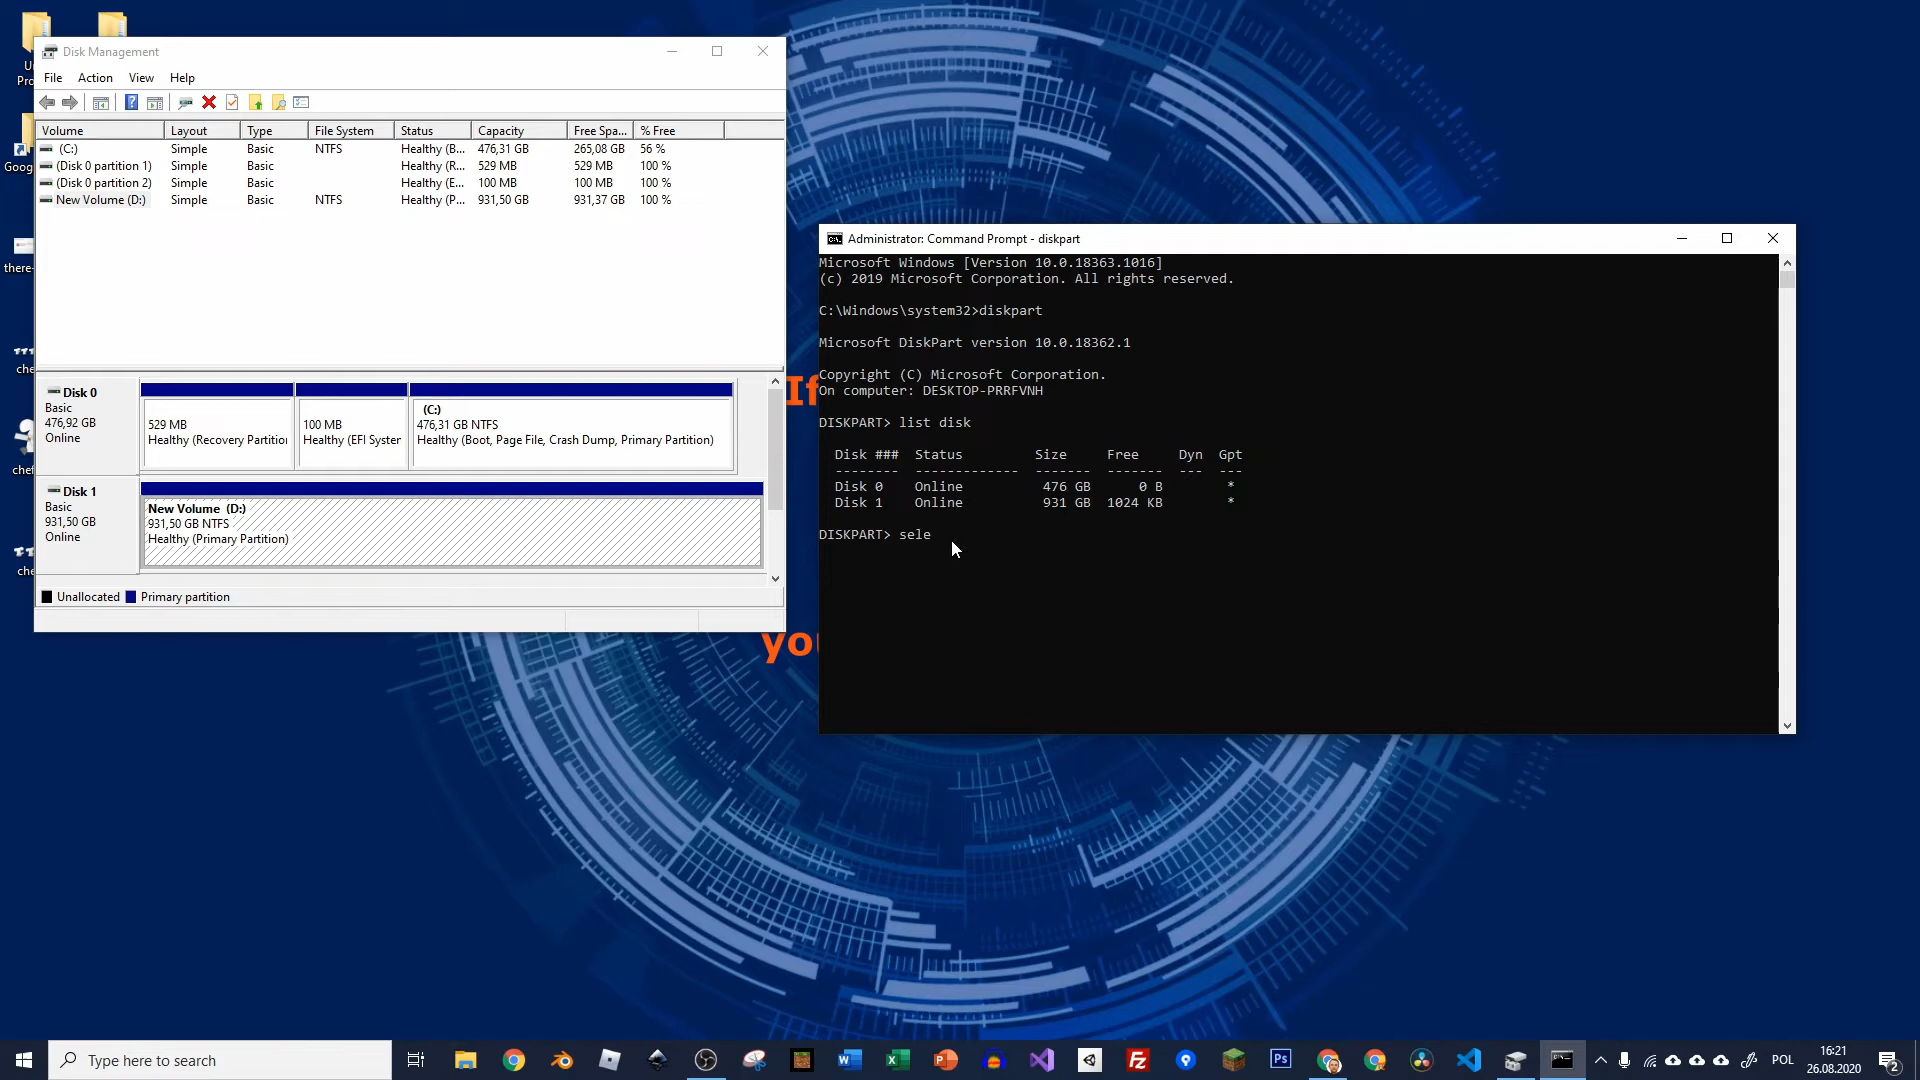 Disk Management
File Action View Help
Volume Layout Type File System Status Capacity Free Spa... % Free
(C:) Simple Basic NTFS Healthy (B... 476,31 GB 265,08 GB 56 %
(Disk 0 partition 1) Simple Basic Healthy (R... 529 MB 529 MB 100 %
(Disk 0 partition 2) Simple Basic Healthy (E... 100 MB 100 MB 100 %
New Volume (D:) Simple Basic NTFS Healthy (P... 931,50 GB 931,37 GB 100 %
Disk 0
Basic
476,92 GB
Online
529 MB
Healthy (Recovery Partitio
100 MB
Healthy (EFI System
(C:)
476,31 GB NTFS
Healthy (Boot, Page File, Crash Dump, Primary Partition)
Disk 1
Basic
931,50 GB
Online
New Volume (D:)
931,50 GB NTFS
Healthy (Primary Partition)
Unallocated Primary partition
Goog
there-
che
chef
che
If
you
Administrator: Command Prompt - diskpart
Microsoft Windows [Version 10.0.18363.1016]
(c) 2019 Microsoft Corporation. All rights reserved.
C:\Windows\system32>diskpart
Microsoft DiskPart version 10.0.18362.1
Copyright (C) Microsoft Corporation.
On computer: DESKTOP-PRRFVNH
DISKPART> list disk
Disk ### Status Size Free Dyn Gpt
-------- ------------- ------- ------- --- ---
Disk 0 Online 476 GB 0 B *
Disk 1 Online 931 GB 1024 KB *
DISKPART> sele
Type here to search
POL
16:21
26.08.2020
2